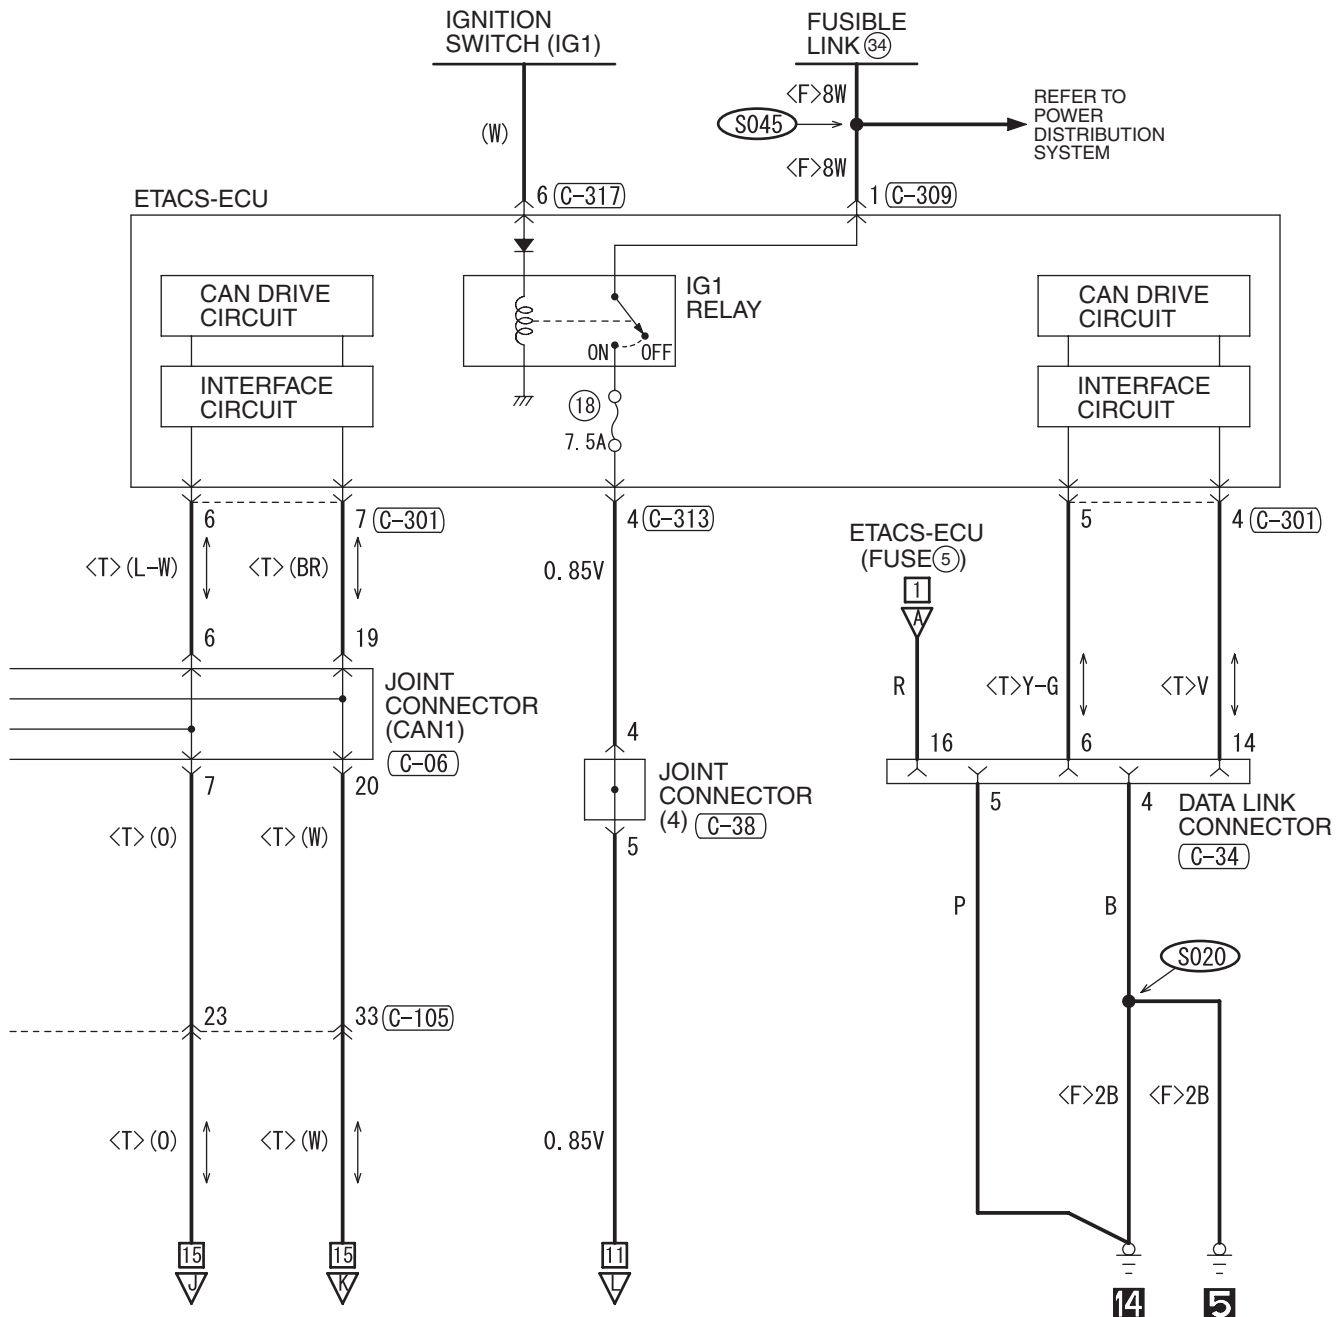 IGNITION
SWITCH (IG1)
FUSIBLE
LINK 34
<F>8W
S045
REFER TO
POWER
DISTRIBUTION
SYSTEM
(W)
<F>8W
ETACS-ECU
6 C-317
1 C-309
CAN DRIVE
CIRCUIT
IG1
RELAY
CAN DRIVE
CIRCUIT
ON OFF
INTERFACE
CIRCUIT
18
7.5A
INTERFACE
CIRCUIT
6
7 C-301
4 C-313
5
4 C-301
ETACS-ECU
(FUSE 5)
<T>(L-W)
<T>(BR)
0.85V
1
A
6
19
JOINT
CONNECTOR
(CAN1)
C-06
R
<T>Y-G
<T>V
4
16
6
14
7
20
JOINT
CONNECTOR
(4) C-38
5
5
4
DATA LINK
CONNECTOR
C-34
<T>(O)
<T>(W)
P
B
S020
23
33 C-105
<T>(O)
<T>(W)
0.85V
<F>2B
<F>2B
15
J
15
K
11
L
14
5